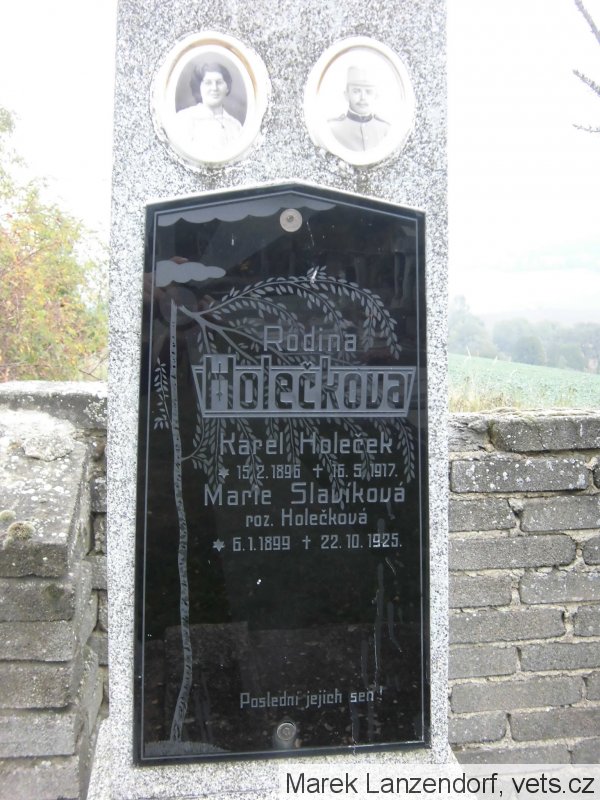 Rodina
Holečkova
Karel Holeček
✶ 15.2.1896 ✝ 16.5.1917.
Marie Slavíková
roz. Holečková
✶ 6.1.1899 ✝ 22.10.1925.
Poslední jejich sen!
Marek Lanzendorf, vets.cz